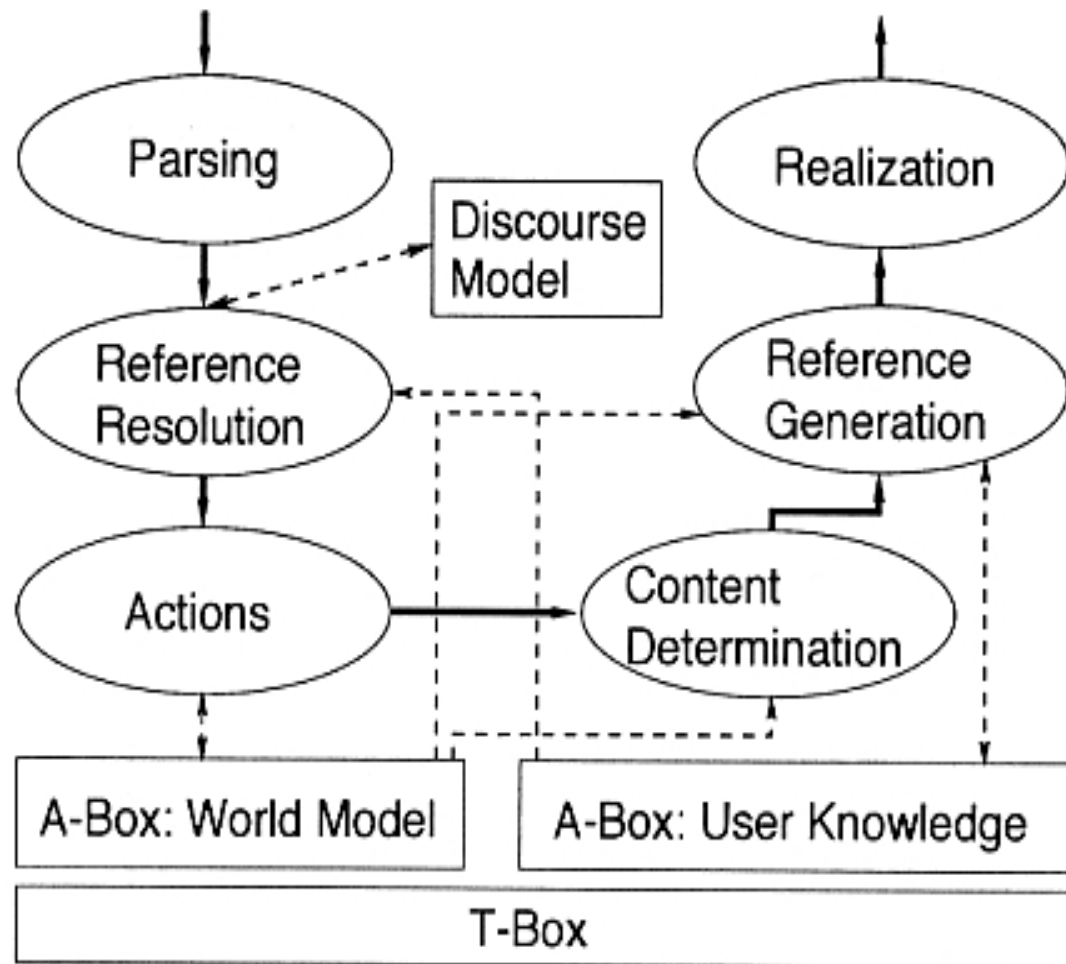 Parsing
Realization
Discourse
Model
Reference
Resolution
Reference
Generation
Actions
Content
Determination
A-Box: World Model
A-Box: User Knowledge
T-Box